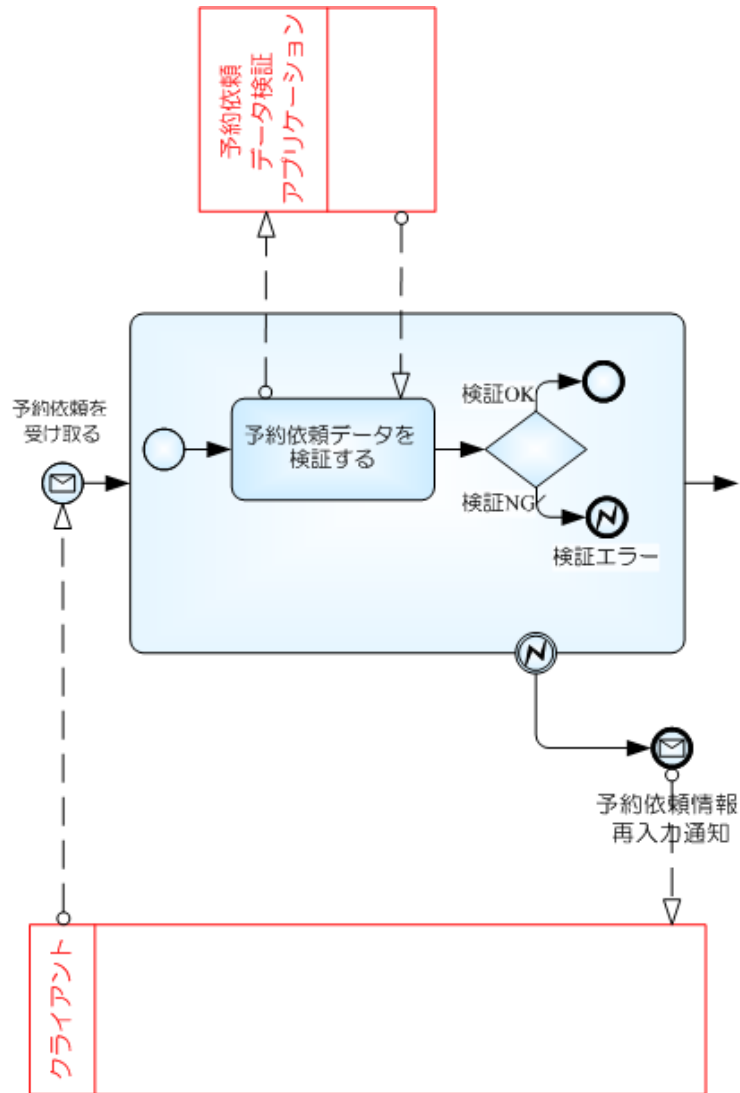 予約依頼
データ検証
アプリケーション
予約依頼を
受け取る
予約依頼データを
検証する
検証OK
検証NG
検証エラー
予約依頼情報
再入力通知
クライアント